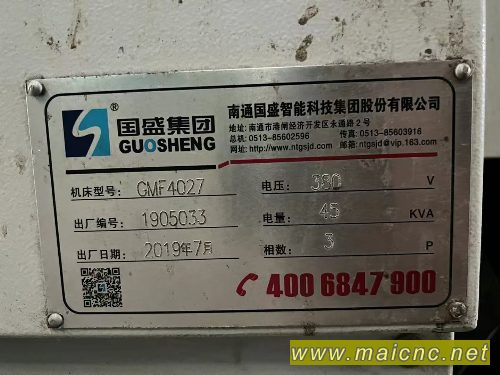 国盛集团
GUOSHENG
®
南通国盛智能科技集团股份有限公司
地址: 南通市港闸经济开发区永通路2号
总机: 0513-85602596 传真: 0513-85603916
网址: http://www.ntgsjd.com 邮箱: ntgsjd@vip.163.com
机床型号: GMF4027 电压: 380 V
出厂编号: 1905033 电量: 45 KVA
出厂日期: 2019年7月 相数: 3 P
400 6847 900
www.maicnc.net